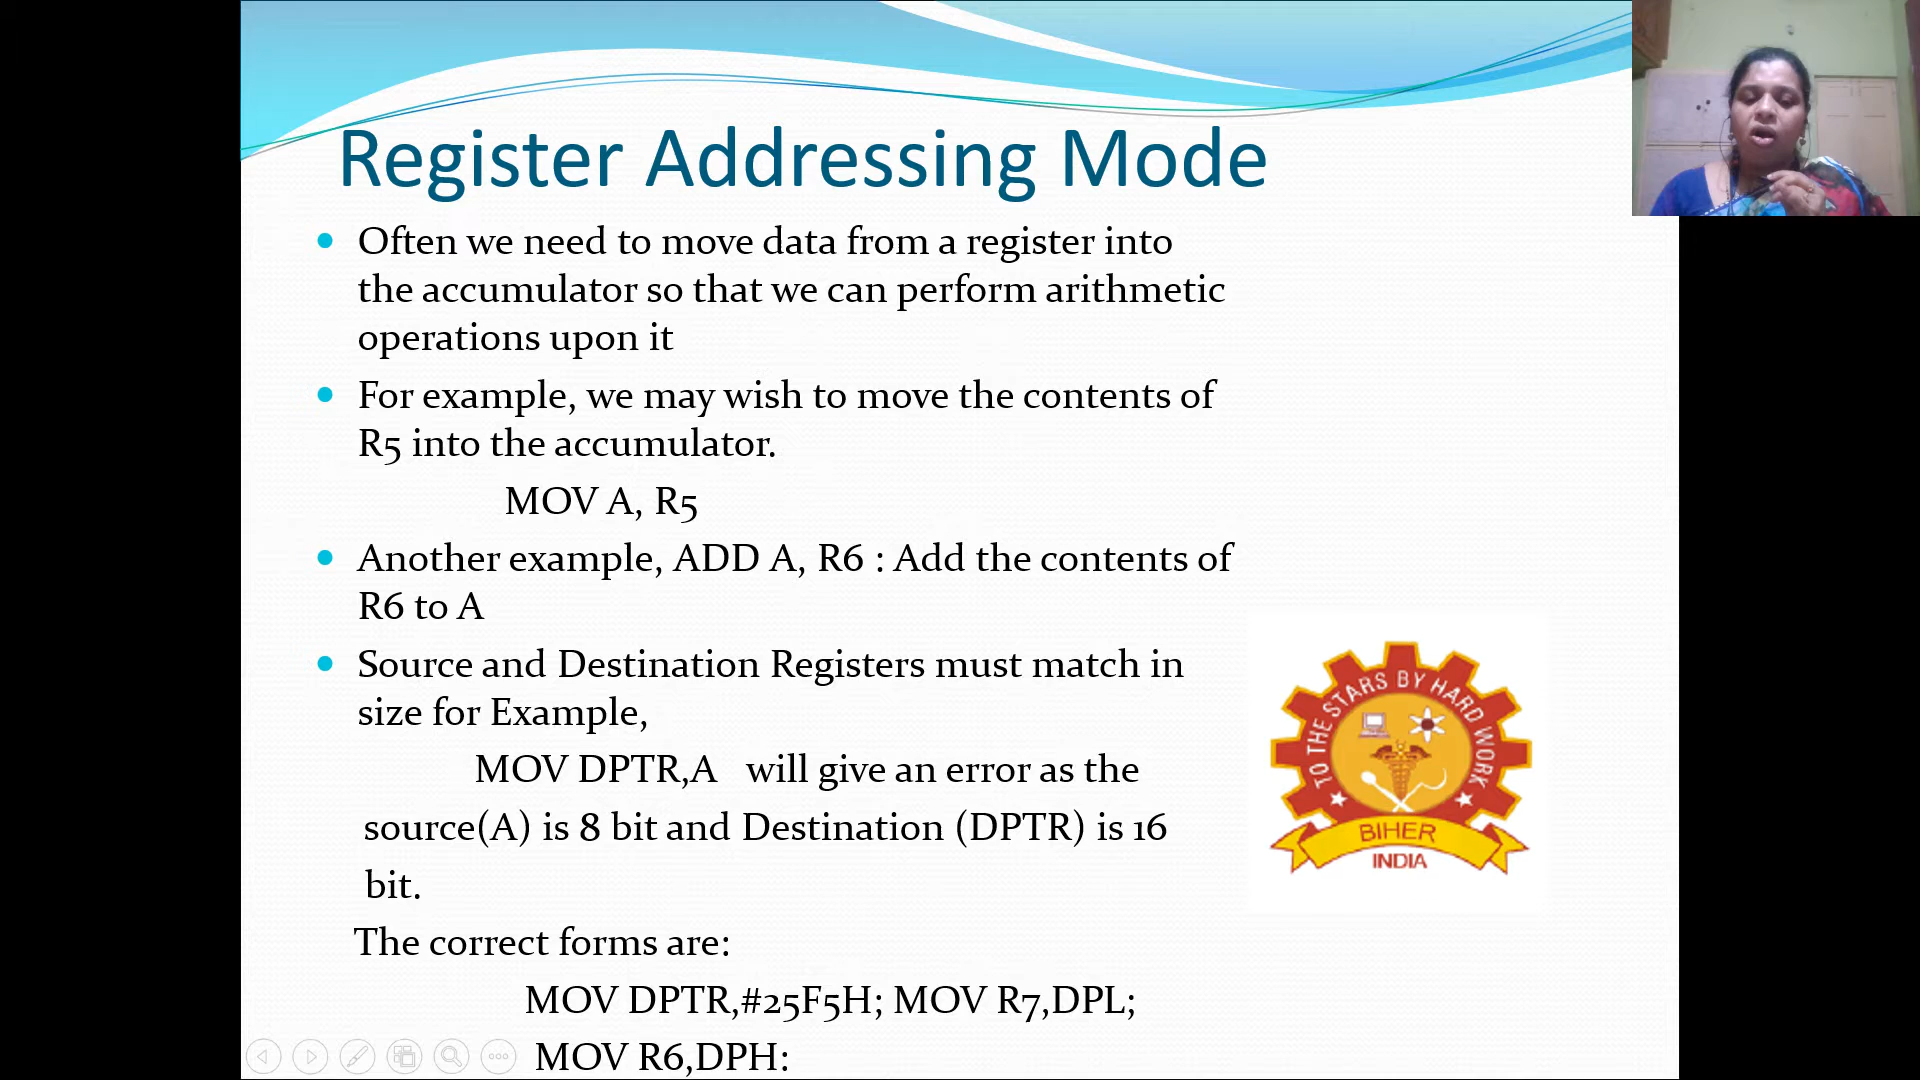 Register Addressing Mode
Often we need to move data from a register into
the accumulator so that we can perform arithmetic
operations upon it
For example, we may wish to move the contents of
R5 into the accumulator.
MOV A, R5
Another example, ADD A, R6 : Add the contents of
R6 to A
Source and Destination Registers must match in
size for Example,
MOV DPTR,A will give an error as the
source(A) is 8 bit and Destination (DPTR) is 16
bit.
The correct forms are:
MOV DPTR,#25F5H; MOV R7,DPL;
MOV R6,DPH:
TO THE STARS BY HARD WORK
BIHER
INDIA